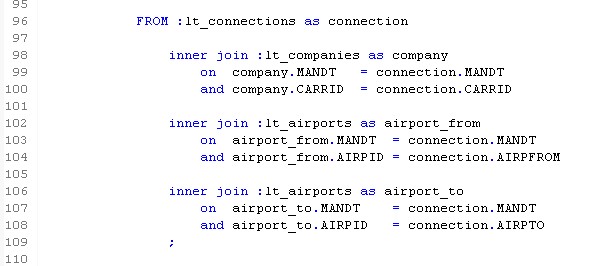 95
96 FROM :lt_connections as connection
97
98 inner join :lt_companies as company
99 on company.MANDT = connection.MANDT
100 and company.CARRID = connection.CARRID
101
102 inner join :lt_airports as airport_from
103 on airport_from.MANDT = connection.MANDT
104 and airport_from.AIRPID = connection.AIRPFROM
105
106 inner join :lt_airports as airport_to
107 on airport_to.MANDT = connection.MANDT
108 and airport_to.AIRPID = connection.AIRPTO
109 ;
110